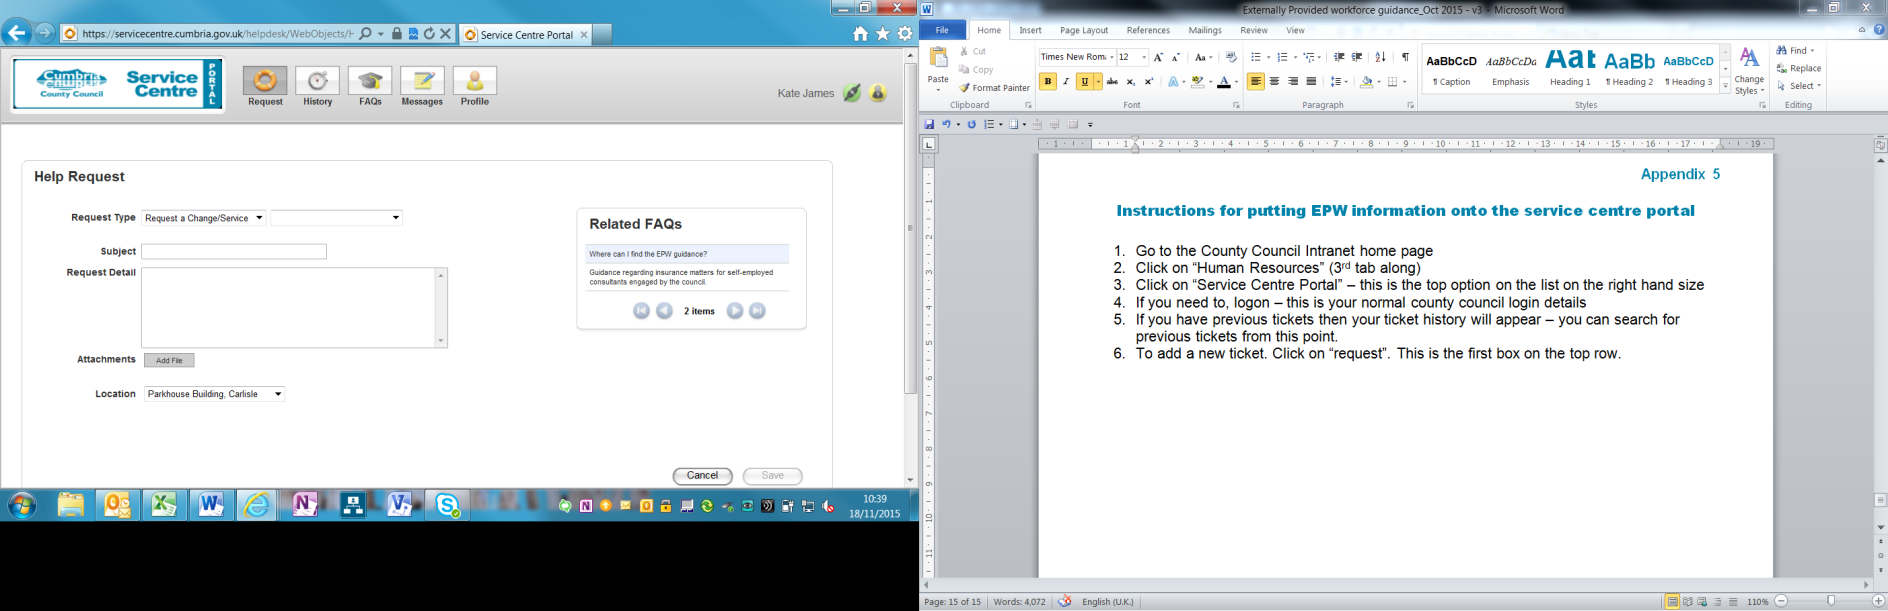 https://servicecentre.cumbria.gov.uk/helpdesk/WebObjects/H
Service Centre Portal
Cumbria
County Council
Service
Centre
PORTAL
Request
History
FAQs
Messages
Profile
Kate James
Help Request
Request Type
Request a Change/Service
Subject
Request Detail
Attachments
Add File
Location
Parkhouse Building, Carlisle
Related FAQs
Where can I find the EPW guidance?
Guidance regarding insurance matters for self-employed
consultants engaged by the council.
2 items
Cancel
Save
10:39
18/11/2015
Externally Provided workforce guidance_Oct 2015 - v3 - Microsoft Word
File
Home
Insert
Page Layout
References
Mailings
Review
View
Paste
Cut
Copy
Format Painter
Clipboard
Times New Rom
12
Font
Paragraph
AaBbCcD
¶ Caption
AaBbCcDd
Emphasis
AaB
Heading 1
AaBb
¶ Heading 2
AaBbCcD
¶ Heading 3
Change
Styles
Styles
Find
Replace
Select
Editing
Appendix 5
Instructions for putting EPW information onto the service centre portal
1. Go to the County Council Intranet home page
2. Click on “Human Resources” (3rd tab along)
3. Click on “Service Centre Portal” – this is the top option on the list on the right hand size
4. If you need to, logon – this is your normal county council login details
5. If you have previous tickets then your ticket history will appear – you can search for
previous tickets from this point.
6. To add a new ticket. Click on “request”. This is the first box on the top row.
Page: 15 of 15
Words: 4,072
English (U.K.)
110%